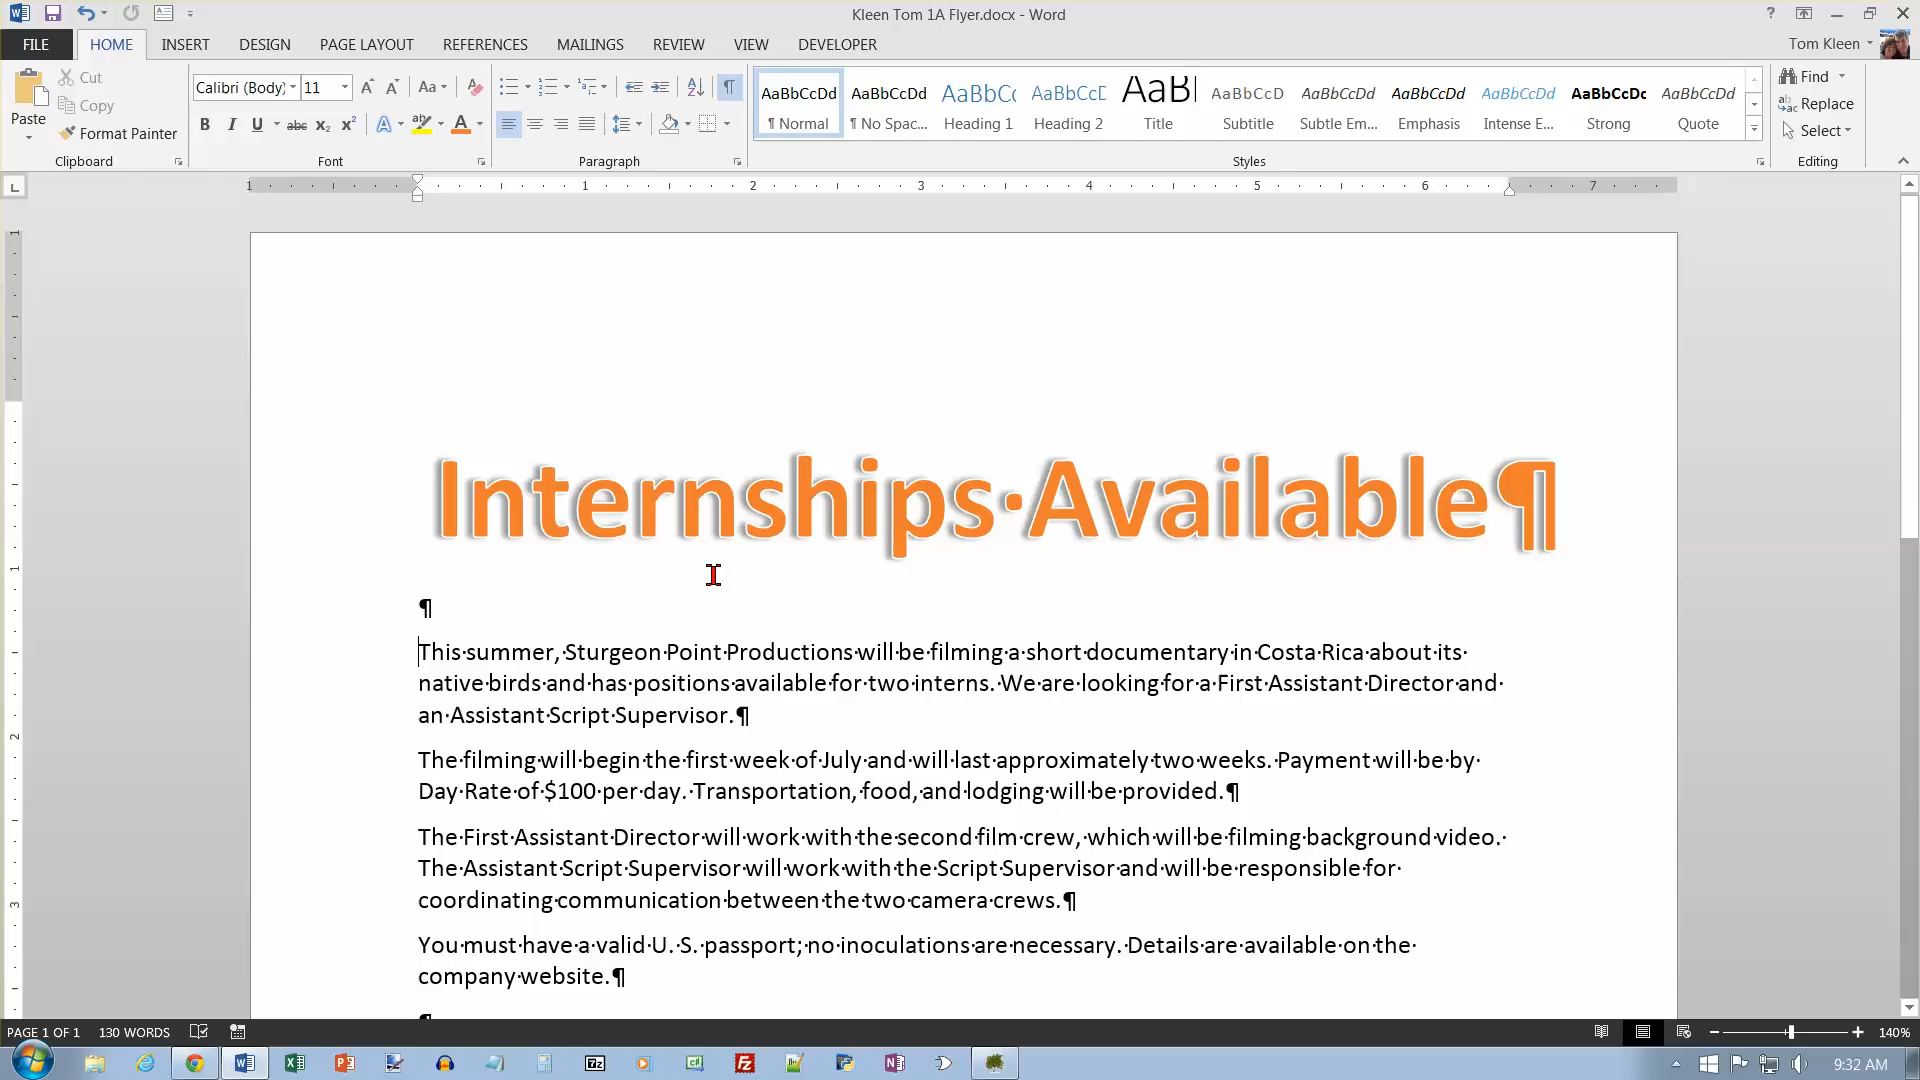 Kleen Tom 1A Flyer.docx - Word
FILE HOME INSERT DESIGN PAGE LAYOUT REFERENCES MAILINGS REVIEW VIEW DEVELOPER Tom Kleen
Paste
Cut
Copy
Format Painter
Clipboard
Calibri (Body) 11
Font
Paragraph
AaBbCcDd ¶ Normal
AaBbCcDd ¶ No Spac...
AaBbCc Heading 1
AaBbCcD Heading 2
AaBl Title
AaBbCcD Subtitle
AaBbCcDd Subtle Em...
AaBbCcDd Emphasis
AaBbCcDd Intense E...
AaBbCcDc Strong
AaBbCcDd Quote
Styles
Find
Replace
Select
Editing
1 1 2 3 4 5 6 7
Internships·Available¶
¶
This·summer,·Sturgeon·Point·Productions·will·be·filming·a·short·documentary·in·Costa·Rica·about·its·
native·birds·and·has·positions·available·for·two·interns.·We·are·looking·for·a·First·Assistant·Director·and·
an·Assistant·Script·Supervisor.¶
The·filming·will·begin·the·first·week·of·July·and·will·last·approximately·two·weeks.·Payment·will·be·by·
Day·Rate·of·$100·per·day.·Transportation,·food,·and·lodging·will·be·provided.¶
The·First·Assistant·Director·will·work·with·the·second·film·crew,·which·will·be·filming·background·video.·
The·Assistant·Script·Supervisor·will·work·with·the·Script·Supervisor·and·will·be·responsible·for·
coordinating·communication·between·the·two·camera·crews.¶
You·must·have·a·valid·U.·S.·passport;·no·inoculations·are·necessary.·Details·are·available·on·the·
company·website.¶
PAGE 1 OF 1 130 WORDS 140%
9:32 AM